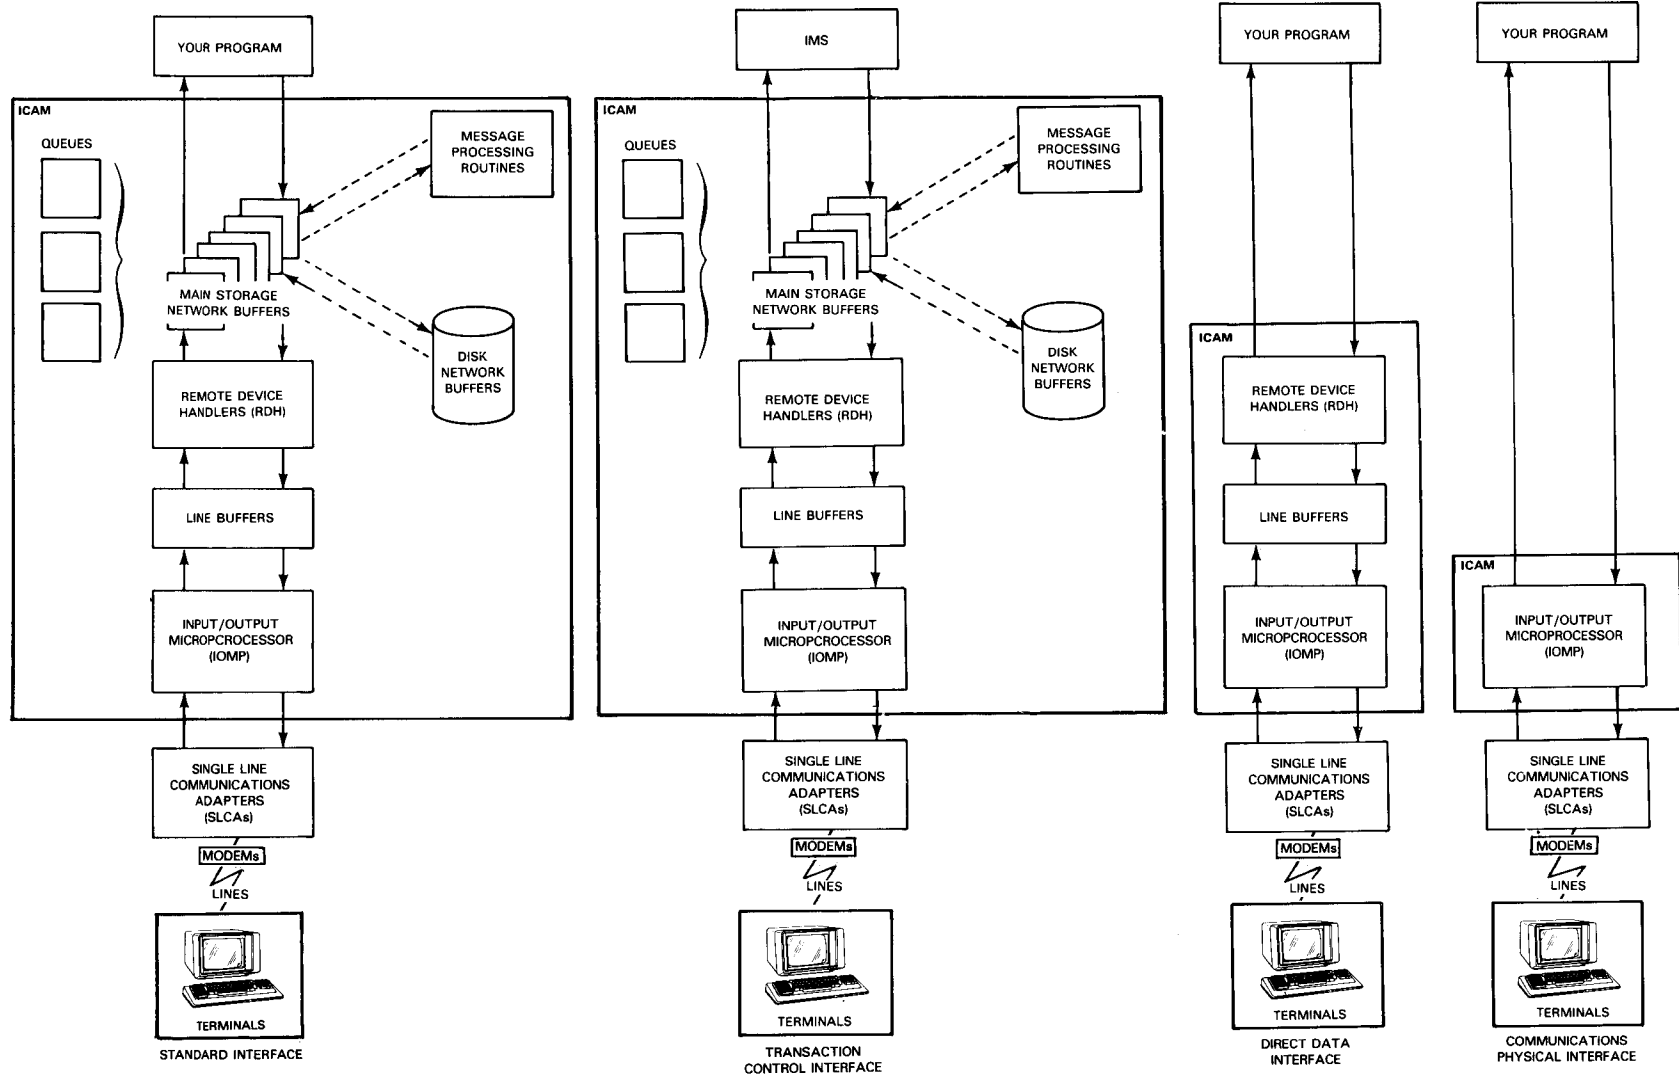 YOUR PROGRAM
ICAM
QUEUES
MESSAGE
PROCESSING
ROUTINES
MAIN STORAGE
NETWORK BUFFERS
DISK
NETWORK
BUFFERS
REMOTE DEVICE
HANDLERS (RDH)
LINE BUFFERS
INPUT/OUTPUT
MICROPCROCESSOR
(IOMP)
SINGLE LINE
COMMUNICATIONS
ADAPTERS
(SLCAs)
MODEMs
LINES
TERMINALS
STANDARD INTERFACE
IMS
ICAM
QUEUES
MESSAGE
PROCESSING
ROUTINES
MAIN STORAGE
NETWORK BUFFERS
DISK
NETWORK
BUFFERS
REMOTE DEVICE
HANDLERS (RDH)
LINE BUFFERS
INPUT/OUTPUT
MICROPCROCESSOR
(IOMP)
SINGLE LINE
COMMUNICATIONS
ADAPTERS
(SLCAs)
MODEMs
LINES
TERMINALS
TRANSACTION
CONTROL INTERFACE
YOUR PROGRAM
ICAM
REMOTE DEVICE
HANDLERS (RDH)
LINE BUFFERS
INPUT/OUTPUT
MICROPCROCESSOR
(IOMP)
SINGLE LINE
COMMUNICATIONS
ADAPTERS
(SLCAs)
MODEMs
LINES
TERMINALS
DIRECT DATA
INTERFACE
YOUR PROGRAM
ICAM
INPUT/OUTPUT
MICROPROCESSOR
(IOMP)
SINGLE LINE
COMMUNICATIONS
ADAPTERS
(SLCAs)
MODEMs
LINES
TERMINALS
COMMUNICATIONS
PHYSICAL INTERFACE